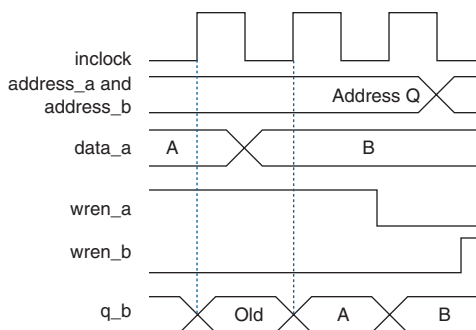 inclock
address_a and
address_b
Address Q
data_a
A
B
wren_a
wren_b
q_b
Old
A
B